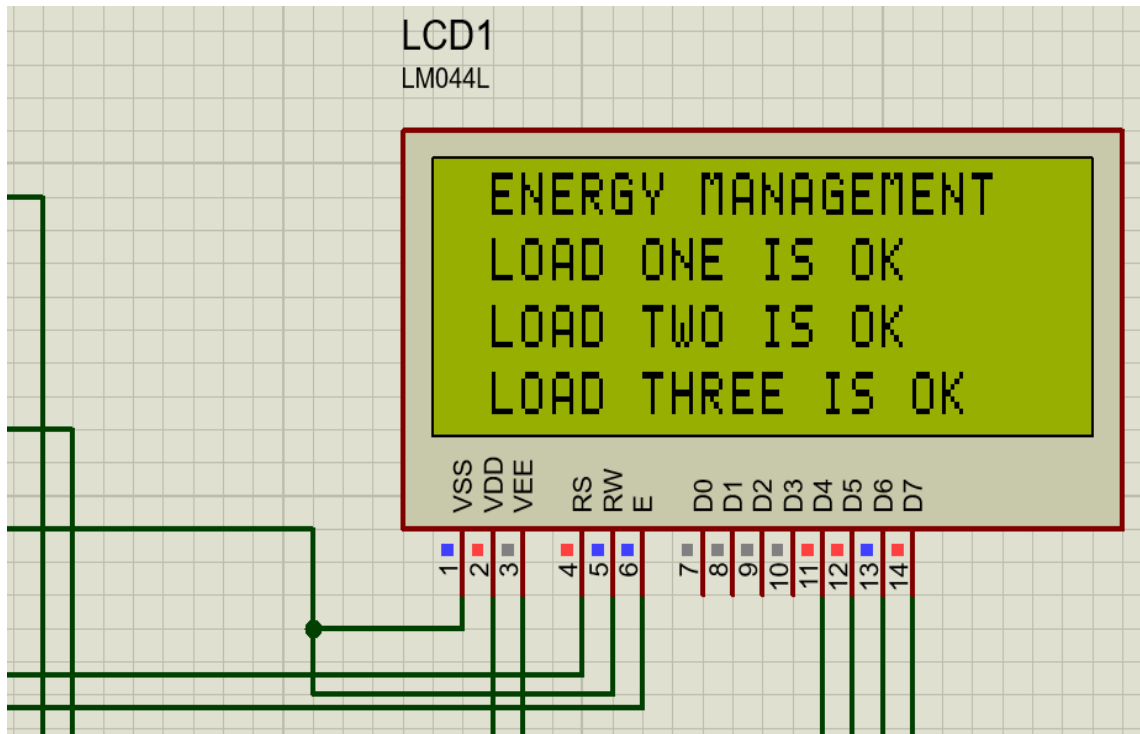 LCD1
LM044L
ENERGY MANAGEMENT
LOAD ONE IS OK
LOAD TWO IS OK
LOAD THREE IS OK
VSS VDD VEE RS RW E D0 D1 D2 D3 D4 D5 D6 D7
1 2 3 4 5 6 7 8 9 10 11 12 13 14